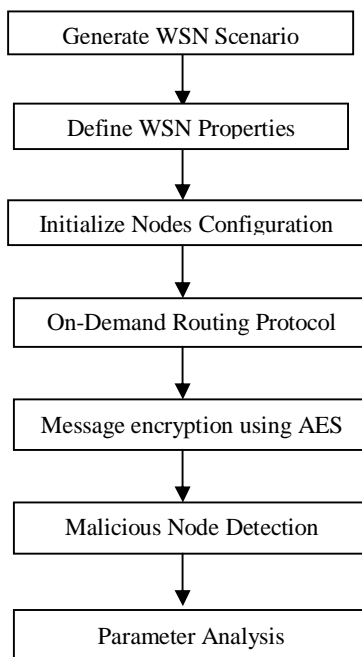 Generate WSN Scenario
Define WSN Properties
Initialize Nodes Configuration
On-Demand Routing Protocol
Message encryption using AES
Malicious Node Detection
Parameter Analysis